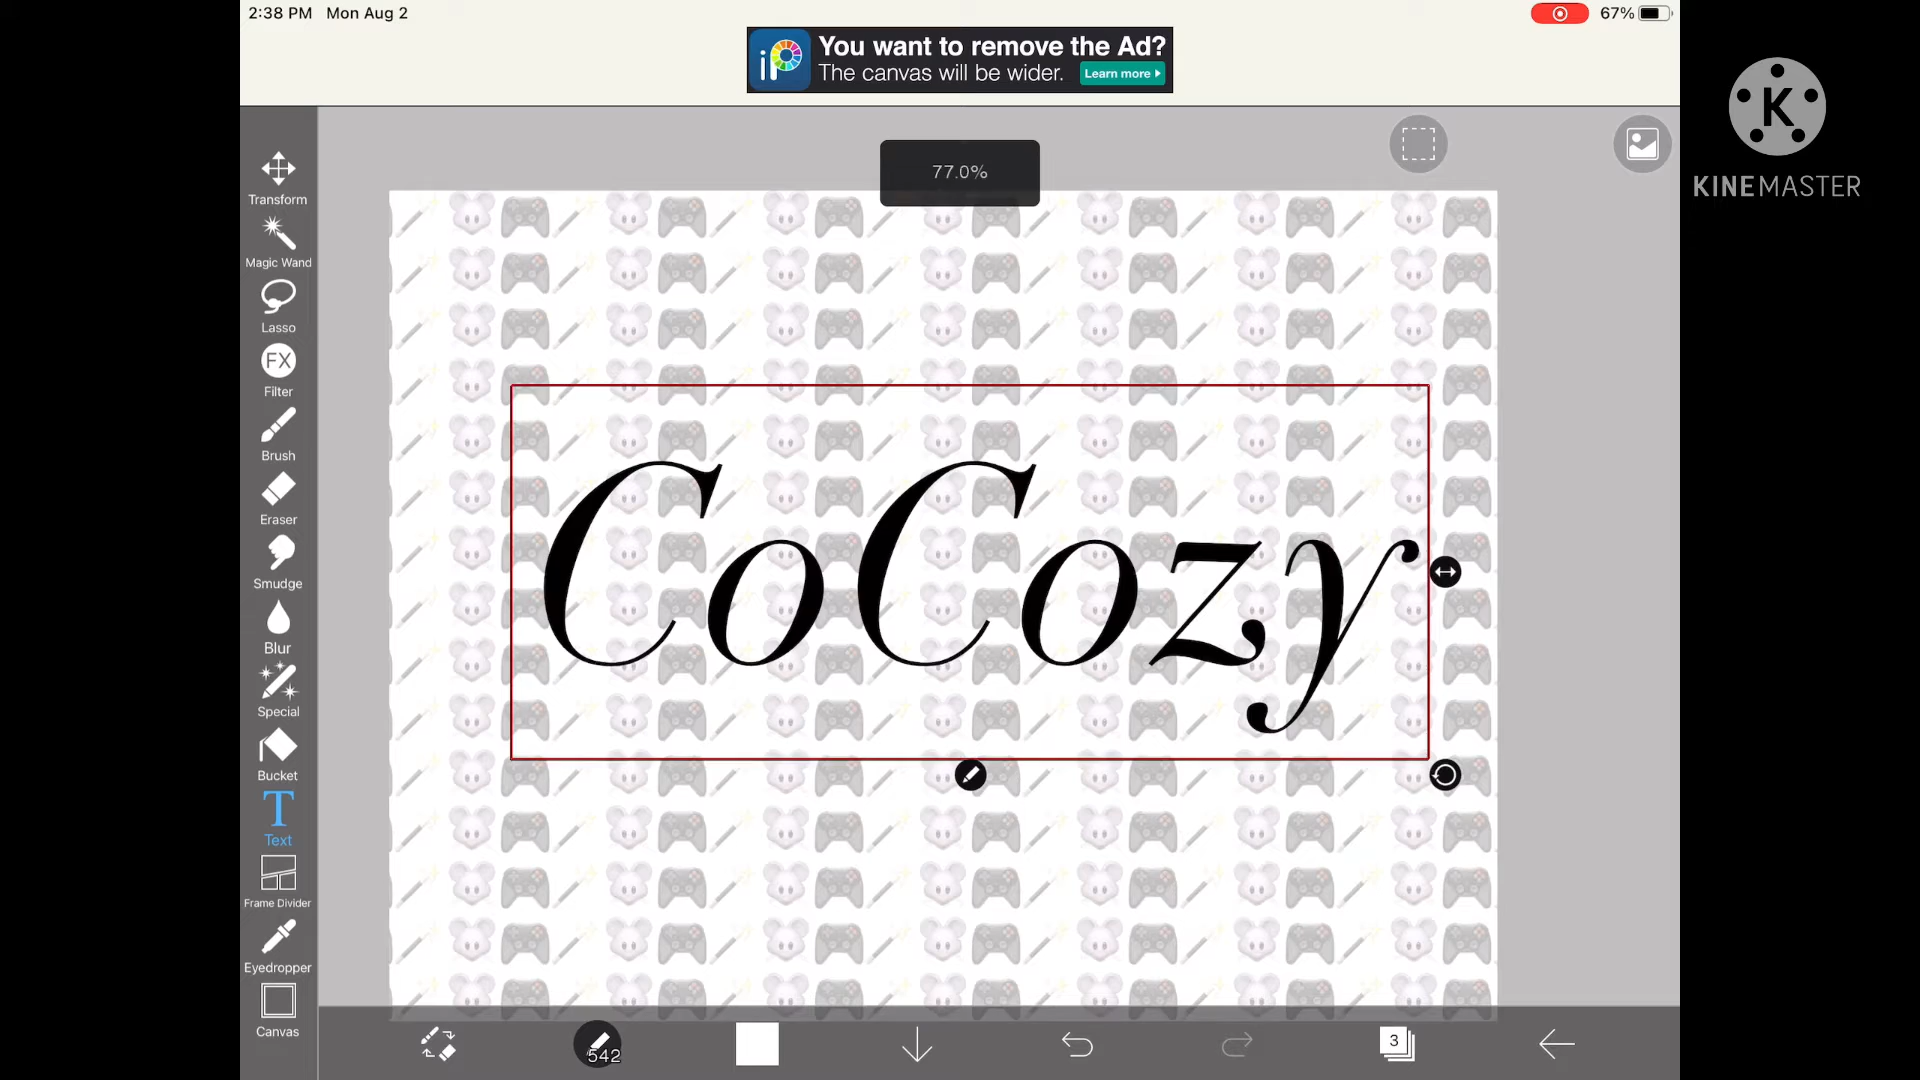 2:38 PM Mon Aug 2
67%
iP
You want to remove the Ad?
The canvas will be wider.
Learn more
K
KINEMASTER
77.0%
Transform
Magic Wand
Lasso
FX
Filter
Brush
Eraser
Smudge
Blur
Special
Bucket
T
Text
Frame Divider
Eyedropper
Canvas
CoCozy
542
3